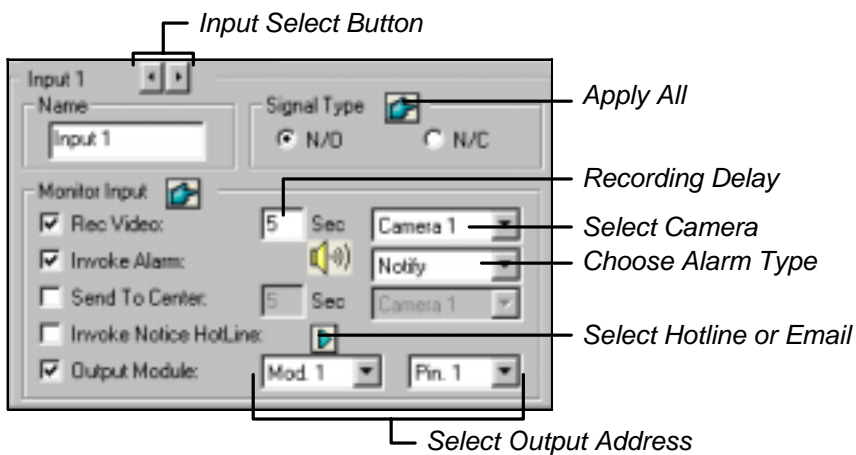 Input Select Button
Input 1
Name
Signal Type
Apply All
Input 1
N/O
N/C
Recording Delay
Monitor Input
Rec Video:
5
Sec
Camera 1
Select Camera
Invoke Alarm:
Notify
Choose Alarm Type
Send To Center:
5
Sec
Camera 1
Invoke Notice HotLine:
Select Hotline or Email
Output Module:
Mod. 1
Pin. 1
Select Output Address